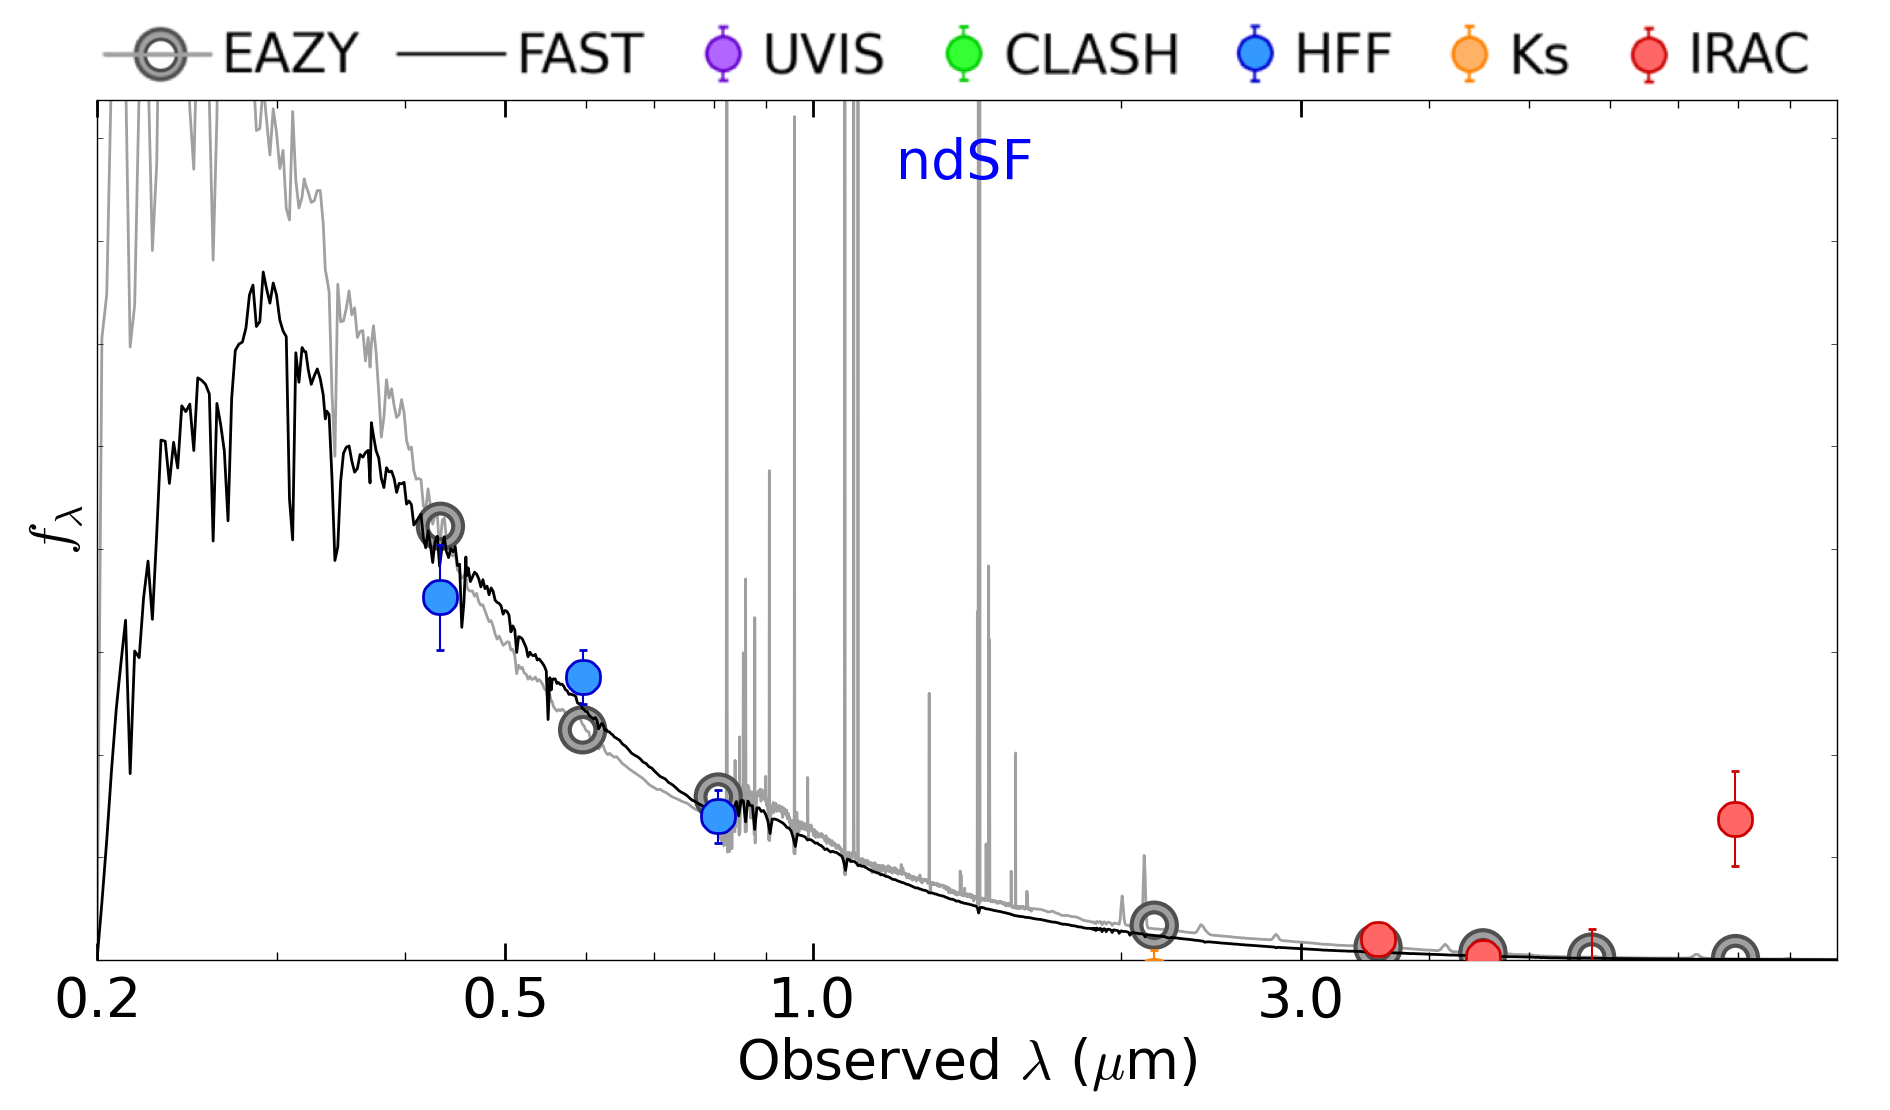 EAZY FAST UVIS CLASH HFF Ks IRAC
ndSF
f_λ
0.2 0.5 1.0 3.0
Observed λ (μm)